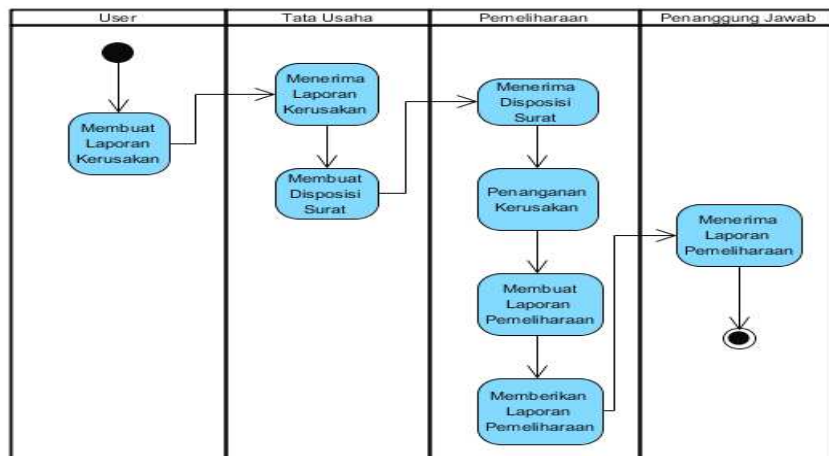 User
Tata Usaha
Pemeliharaan
Penanggung Jawab
Membuat
Laporan
Kerusakan
Menerima
Laporan
Kerusakan
Membuat
Disposisi
Surat
Menerima
Disposisi
Surat
Penanganan
Kerusakan
Membuat
Laporan
Pemeliharaan
Memberikan
Laporan
Pemeliharaan
Menerima
Laporan
Pemeliharaan